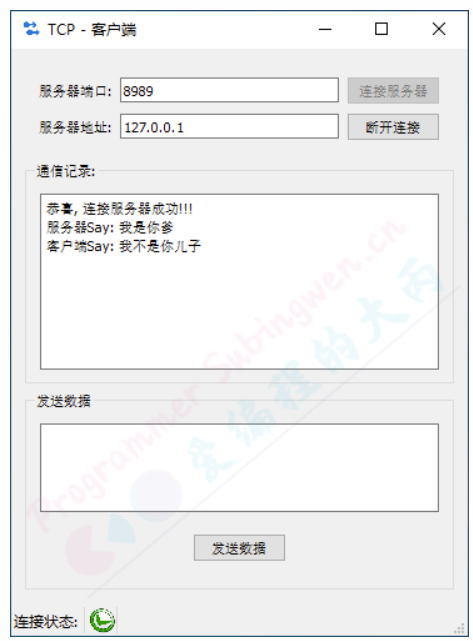 TCP - 客户端
服务器端口: 8989 连接服务器
服务器地址: 127.0.0.1 断开连接
通信记录:
恭喜, 连接服务器成功!!!
服务器Say: 我是你爹
客户端Say: 我不是你儿子
发送数据
发送数据
连接状态:
Programmer Subingwen.cn
爱编程的大丙